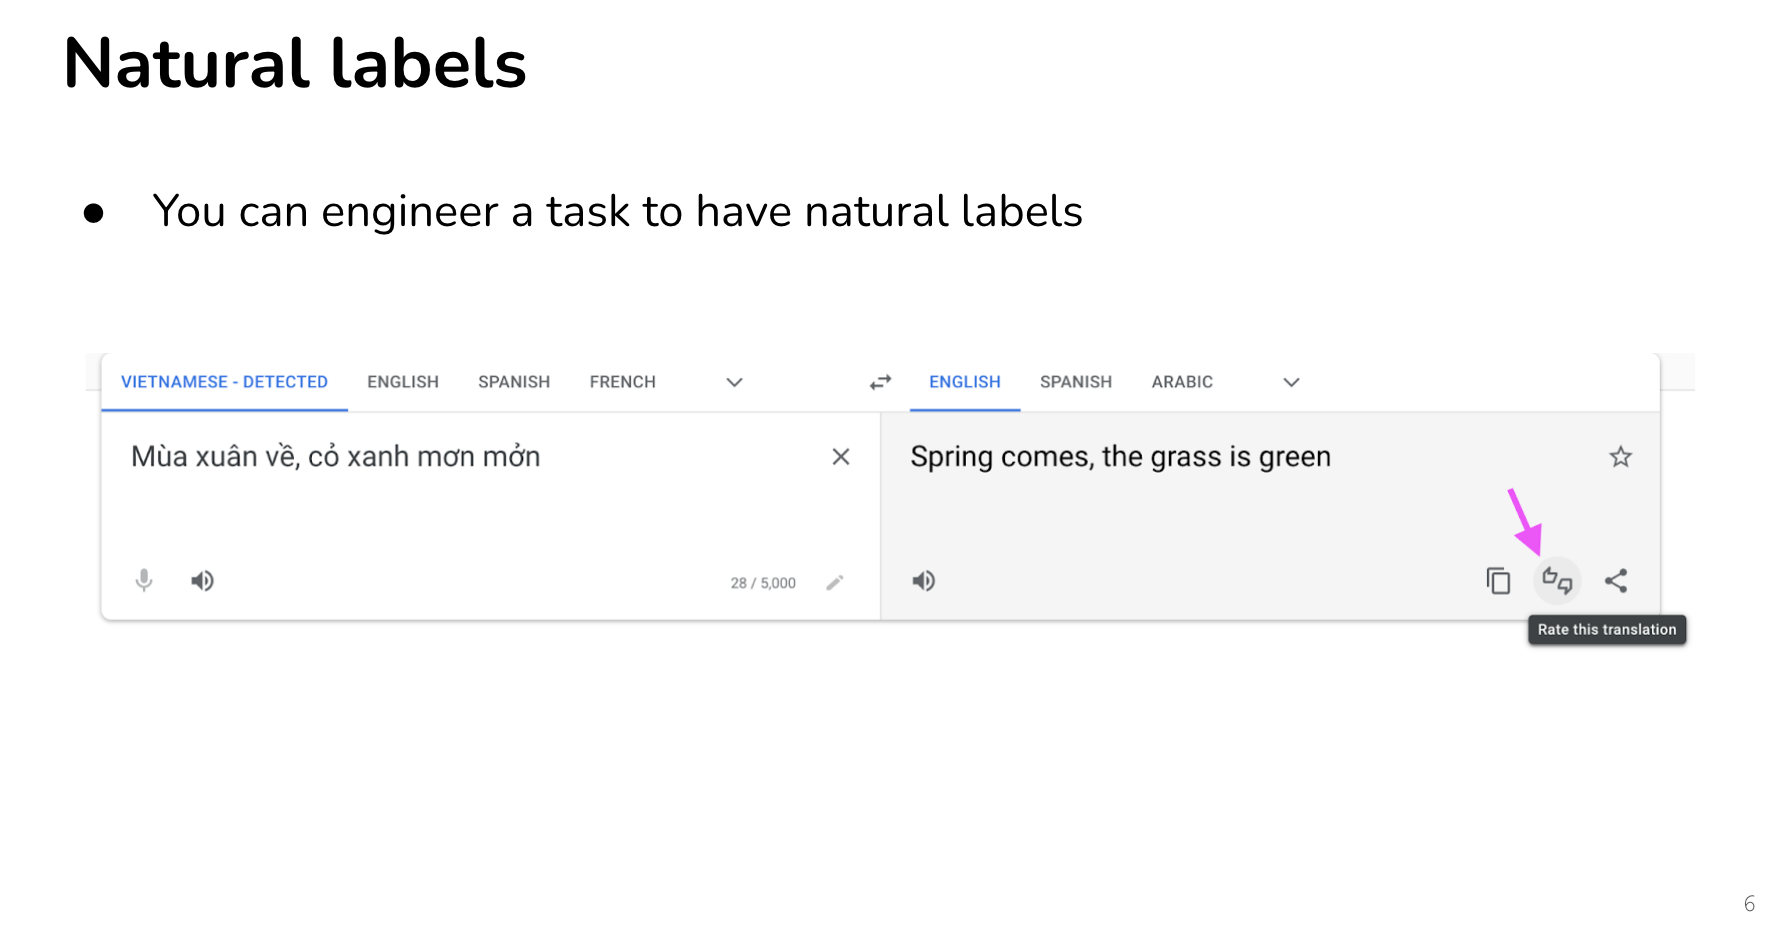 Natural labels
● You can engineer a task to have natural labels
VIETNAMESE - DETECTED ENGLISH SPANISH FRENCH ENGLISH SPANISH ARABIC
Mùa xuân về, cỏ xanh mơn mởn
Spring comes, the grass is green
28 / 5,000
Rate this translation
6